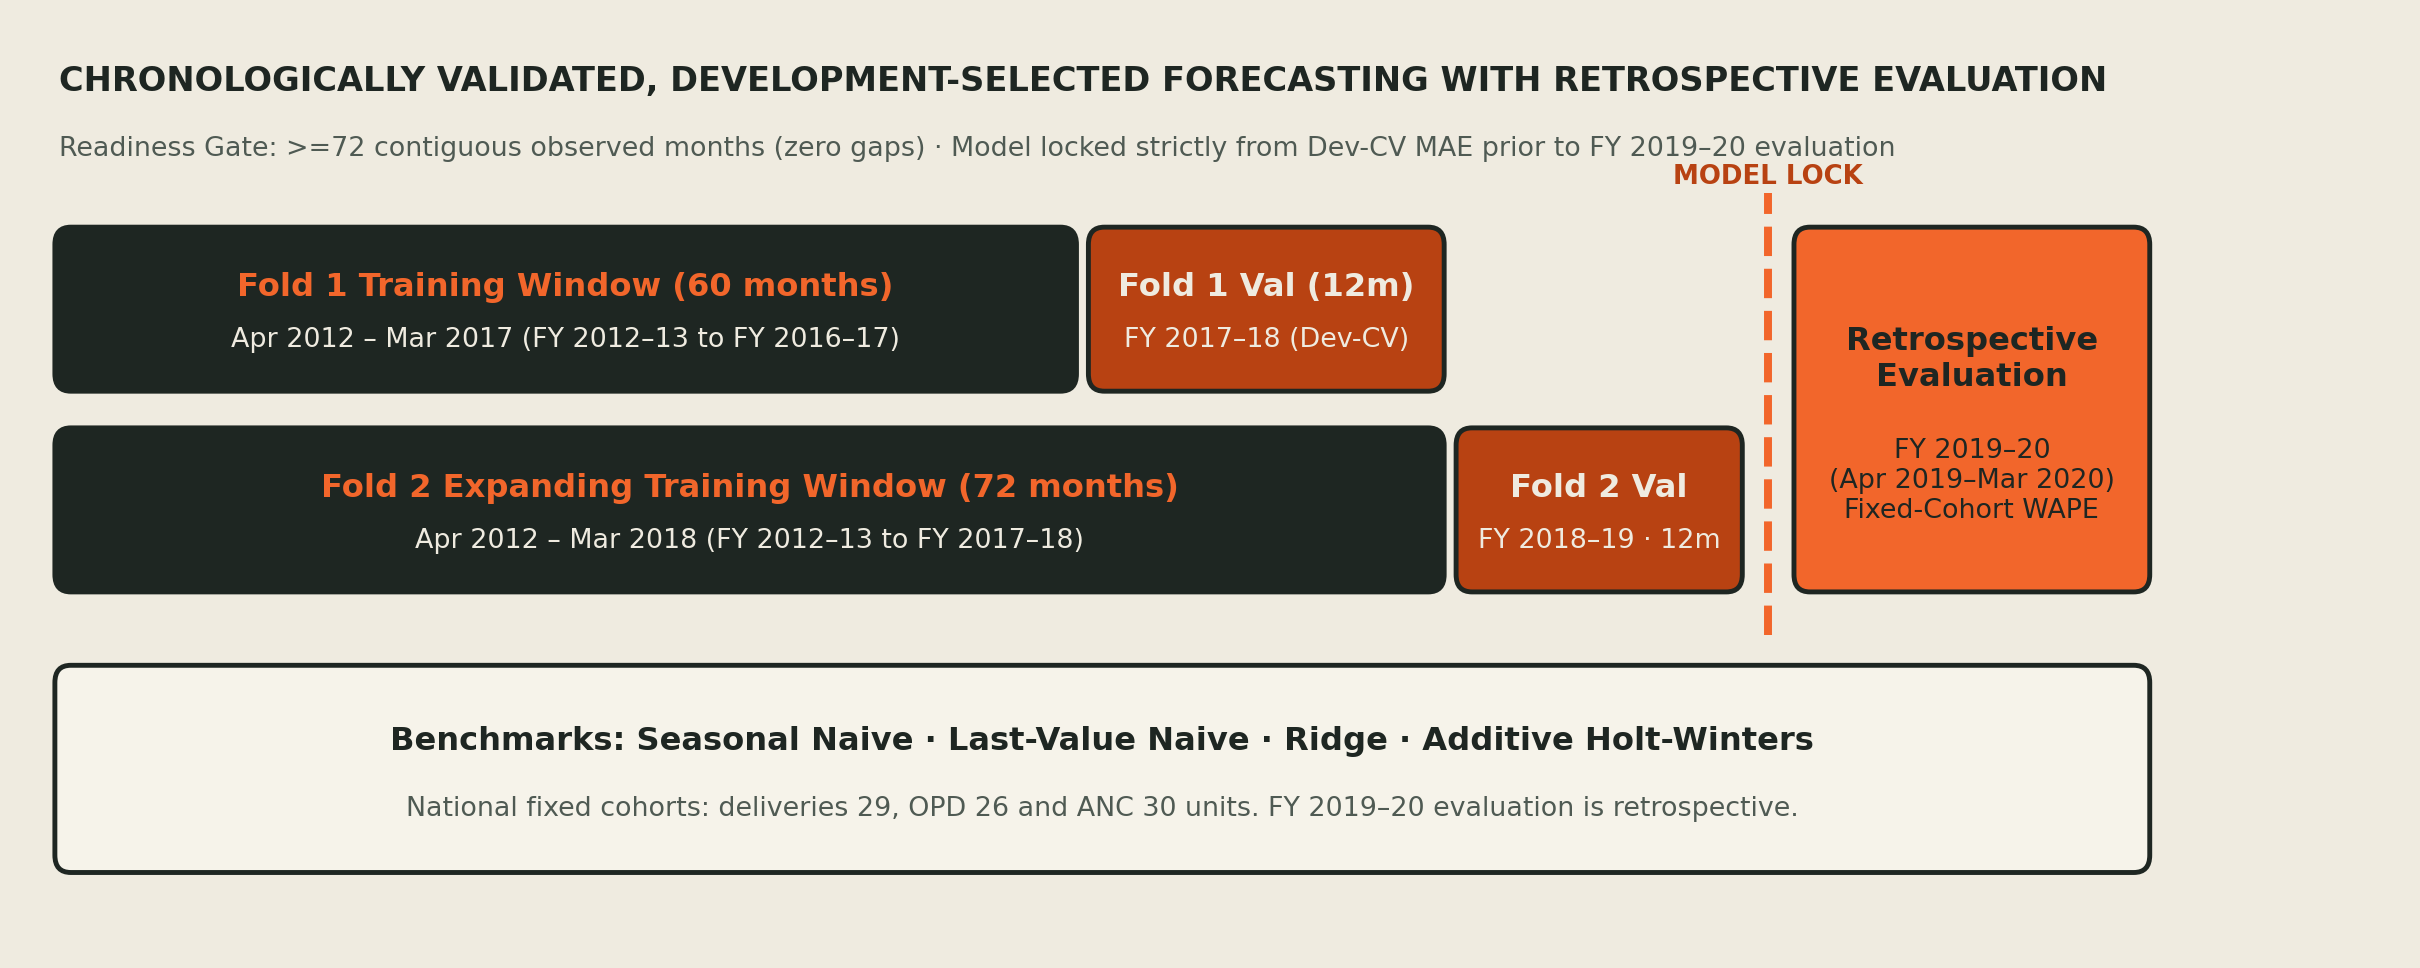 CHRONOLOGICALLY VALIDATED, DEVELOPMENT-SELECTED FORECASTING WITH RETROSPECTIVE EVALUATION
Readiness Gate: >=72 contiguous observed months (zero gaps) · Model locked strictly from Dev-CV MAE prior to FY 2019–20 evaluation
MODEL LOCK
Fold 1 Training Window (60 months)
Apr 2012 – Mar 2017 (FY 2012–13 to FY 2016–17)
Fold 1 Val (12m)
FY 2017–18 (Dev-CV)
Fold 2 Expanding Training Window (72 months)
Apr 2012 – Mar 2018 (FY 2012–13 to FY 2017–18)
Fold 2 Val
FY 2018–19 · 12m
Retrospective
Evaluation
FY 2019–20
(Apr 2019–Mar 2020)
Fixed-Cohort WAPE
Benchmarks: Seasonal Naive · Last-Value Naive · Ridge · Additive Holt-Winters
National fixed cohorts: deliveries 29, OPD 26 and ANC 30 units. FY 2019–20 evaluation is retrospective.